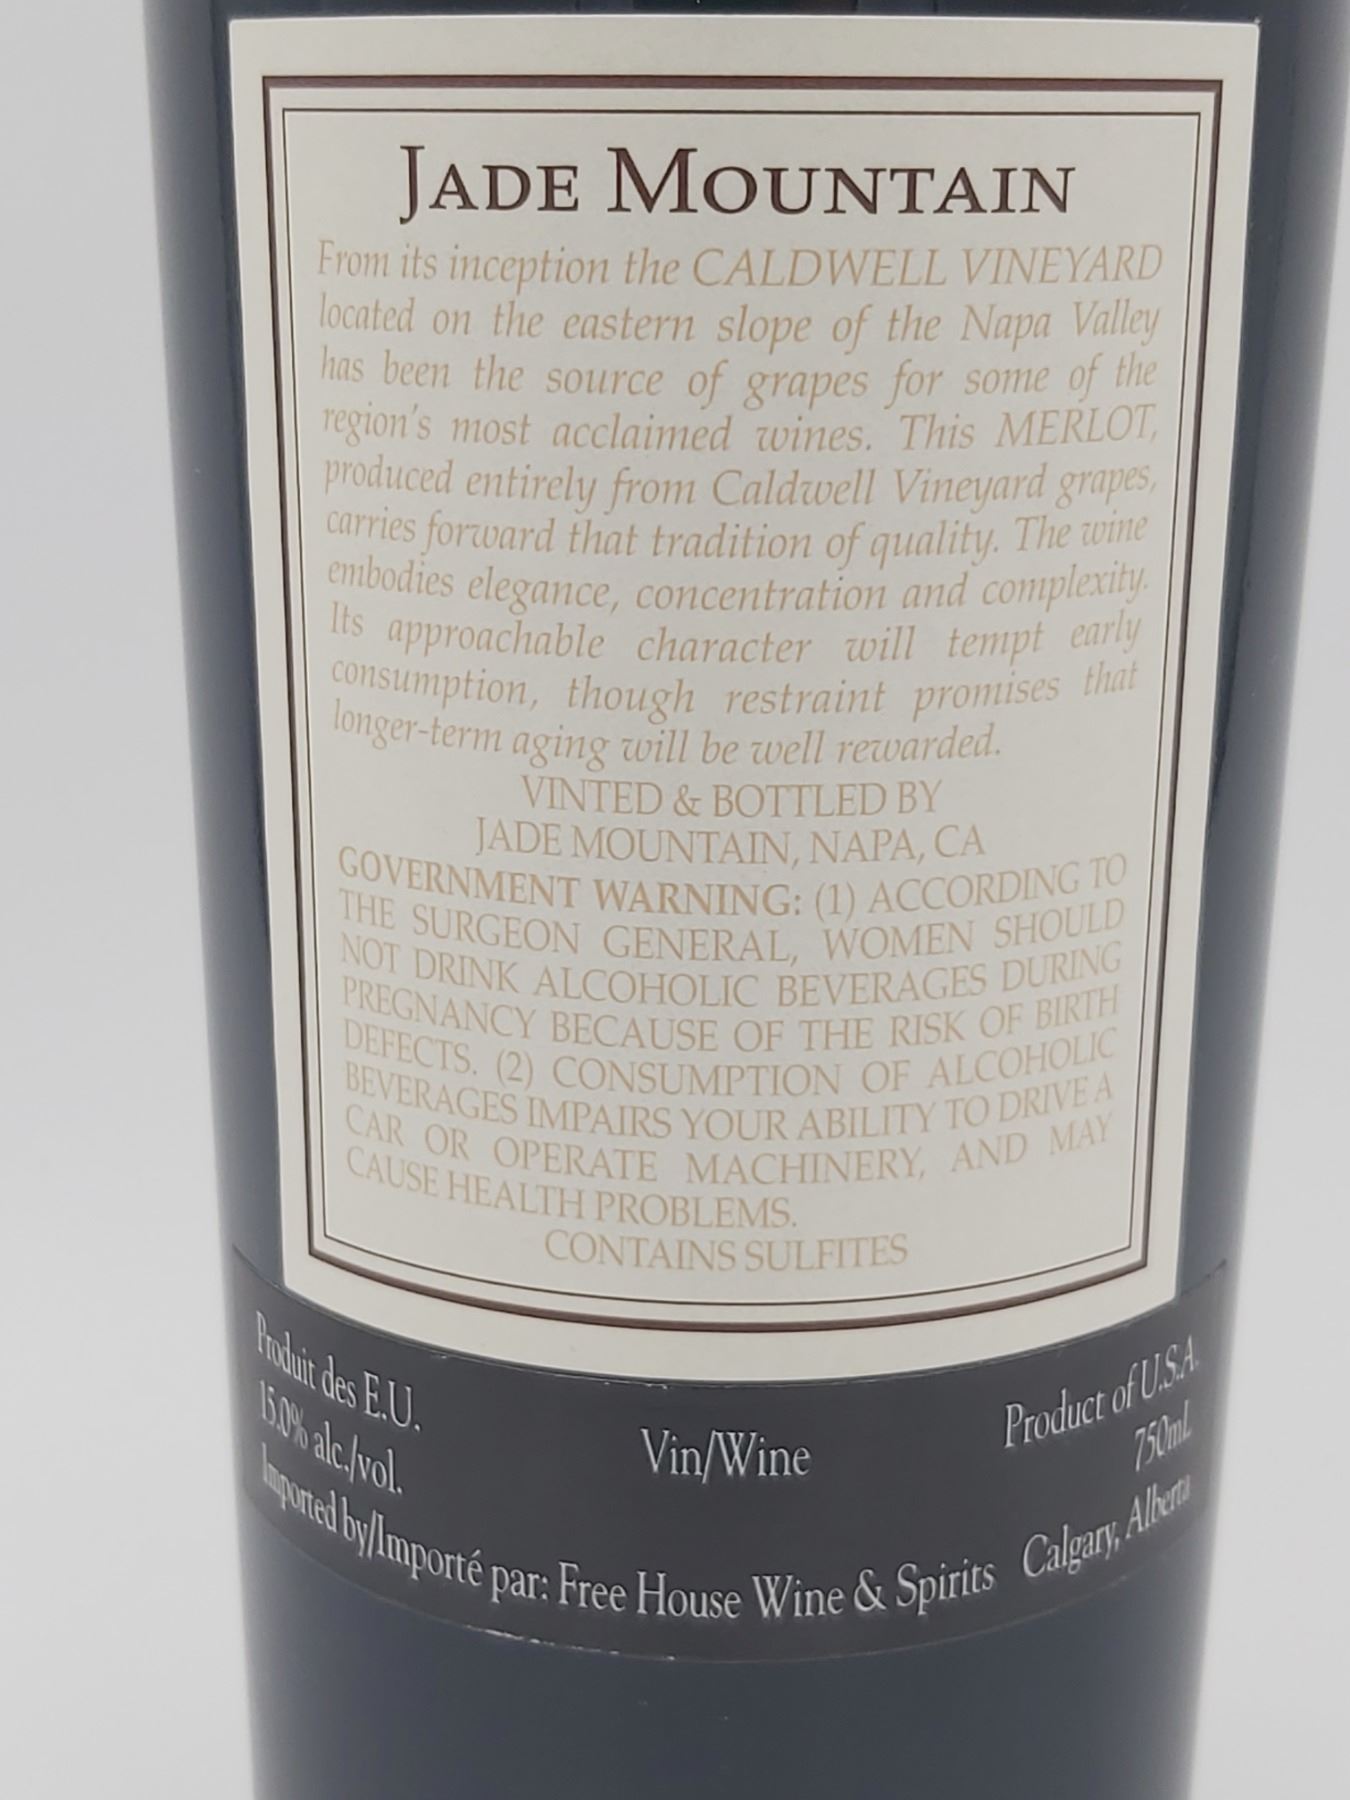 JADE MOUNTAIN
From its inception the CALDWELL VINEYARD
located on the eastern slope of the Napa Valley
has been the source of grapes for some of the
region's most acclaimed wines. This MERLOT,
produced entirely from Caldwell Vineyard grapes,
carries forward that tradition of quality. The wine
embodies elegance, concentration and complexity.
Its approachable character will tempt early
consumption, though restraint promises that
longer-term aging will be well rewarded.
VINTED & BOTTLED BY
JADE MOUNTAIN, NAPA, CA
GOVERNMENT WARNING: (1) ACCORDING TO
THE SURGEON GENERAL, WOMEN SHOULD
NOT DRINK ALCOHOLIC BEVERAGES DURING
PREGNANCY BECAUSE OF THE RISK OF BIRTH
DEFECTS. (2) CONSUMPTION OF ALCOHOLIC
BEVERAGES IMPAIRS YOUR ABILITY TO DRIVE A
CAR OR OPERATE MACHINERY, AND MAY
CAUSE HEALTH PROBLEMS.
CONTAINS SULFITES
Produit des E.U.
15.0% alc./vol.
Vin/Wine
Product of U.S.A.
750mL
Imported by/Importé par: Free House Wine & Spirits Calgary, Alberta